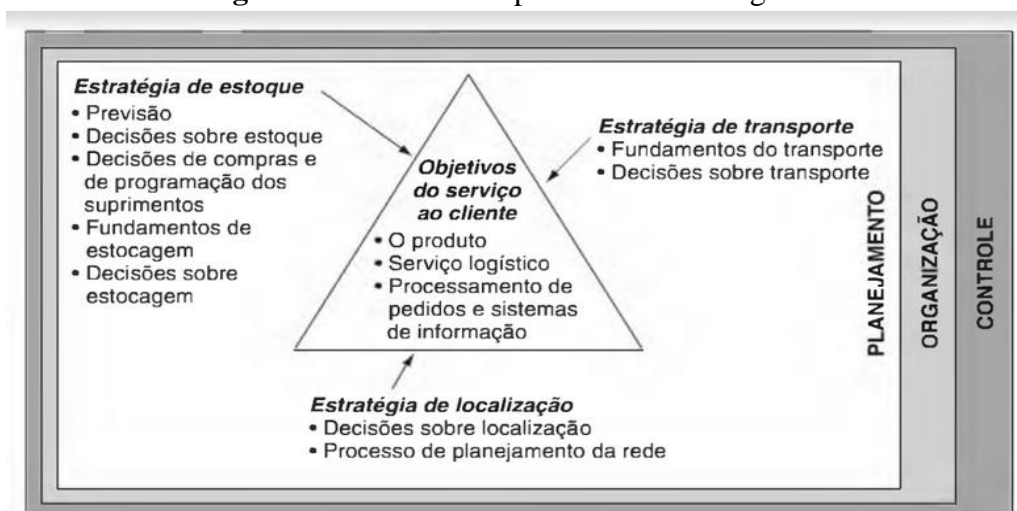 Estratégia de estoque
• Previsão
• Decisões sobre estoque
• Decisões de compras e
de programação dos
suprimentos
• Fundamentos de
estocagem
• Decisões sobre
estocagem
Objetivos
do serviço
ao cliente
• O produto
• Serviço logístico
• Processamento de
pedidos e sistemas
de informação
Estratégia de transporte
• Fundamentos do transporte
• Decisões sobre transporte
Estratégia de localização
• Decisões sobre localização
• Processo de planejamento da rede
PLANEJAMENTO
ORGANIZAÇÃO
CONTROLE